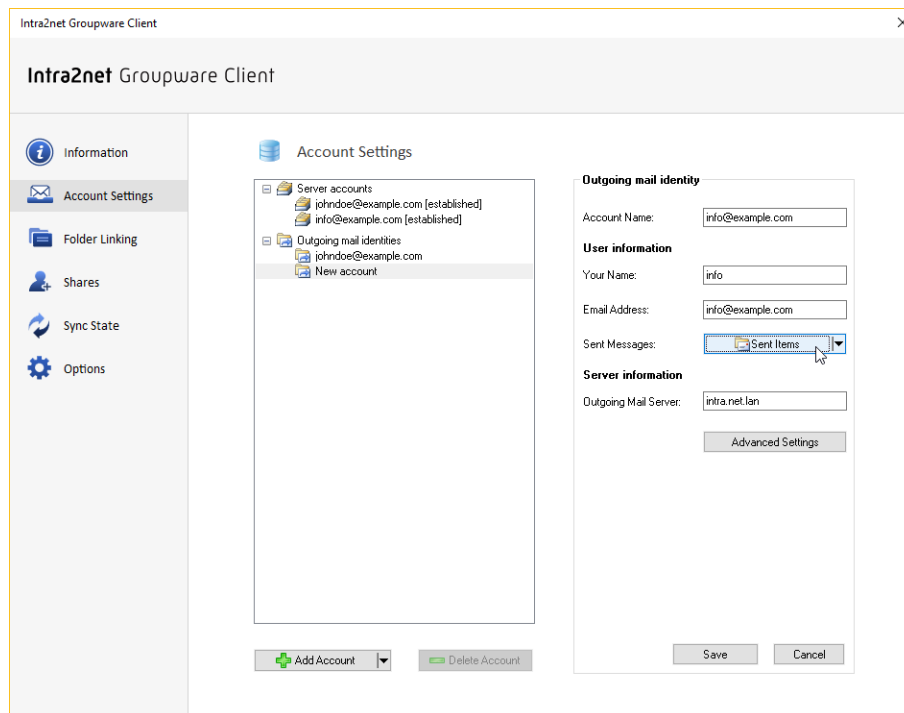 Intra2net Groupware Client
Intra2net Groupware Client
Information
Account Settings
Folder Linking
Shares
Sync State
Options
Account Settings
Server accounts
johndoe@example.com [established]
info@example.com [established]
Outgoing mail identities
johndoe@example.com
New account
Add Account
Delete Account
Outgoing mail identity
Account Name: info@example.com
User information
Your Name: info
Email Address: info@example.com
Sent Messages: Sent Items
Server information
Outgoing Mail Server: intra.net.lan
Advanced Settings
Save Cancel